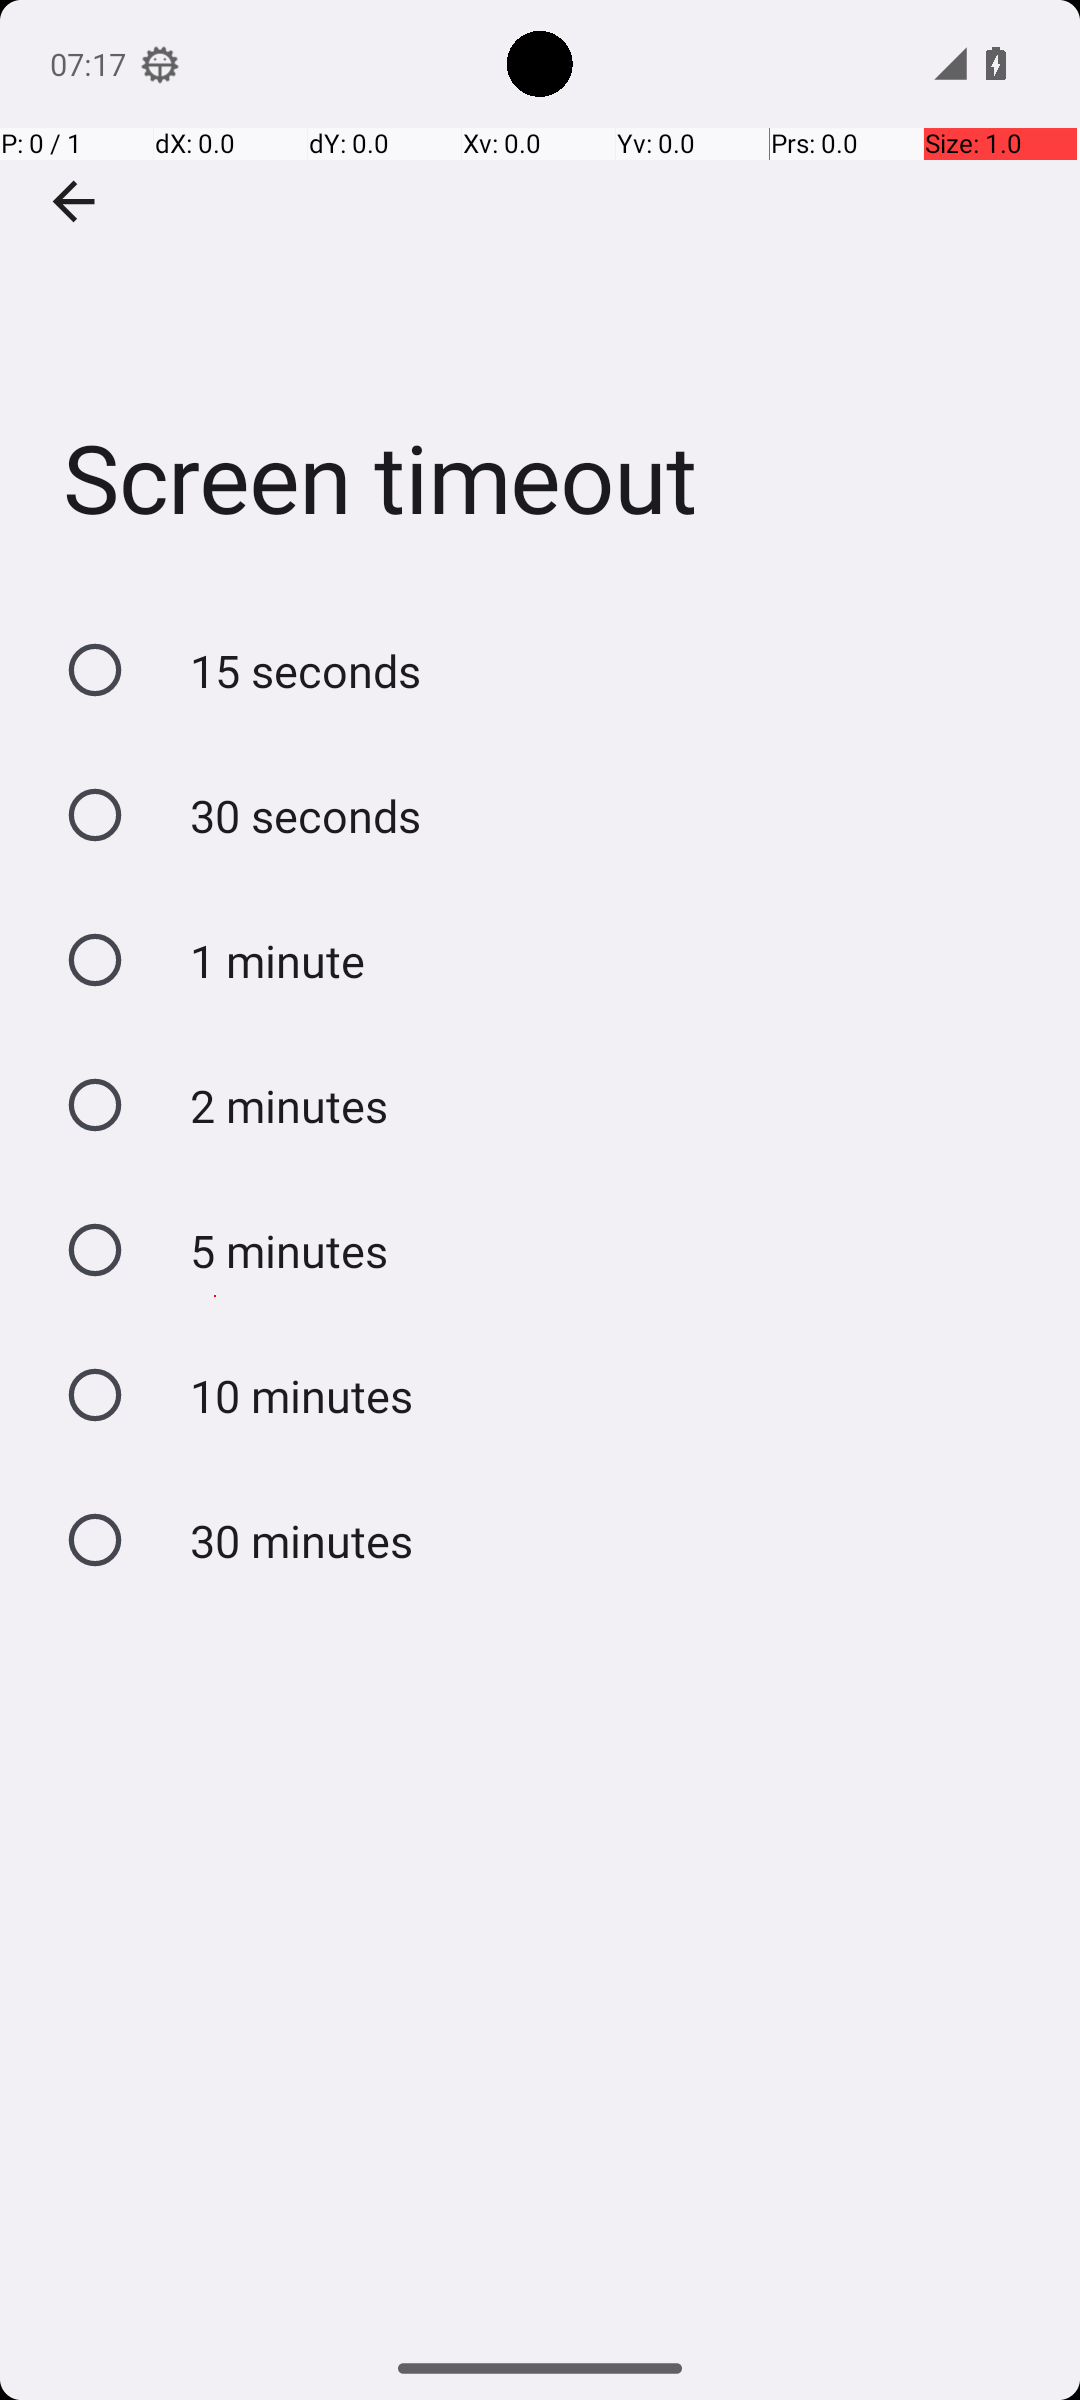 07:17
P: 0 / 1 dX: 0.0 dY: 0.0 Xv: 0.0 Yv: 0.0 Prs: 0.0 Size: 1.0
Screen timeout
15 seconds
30 seconds
1 minute
2 minutes
5 minutes
10 minutes
30 minutes